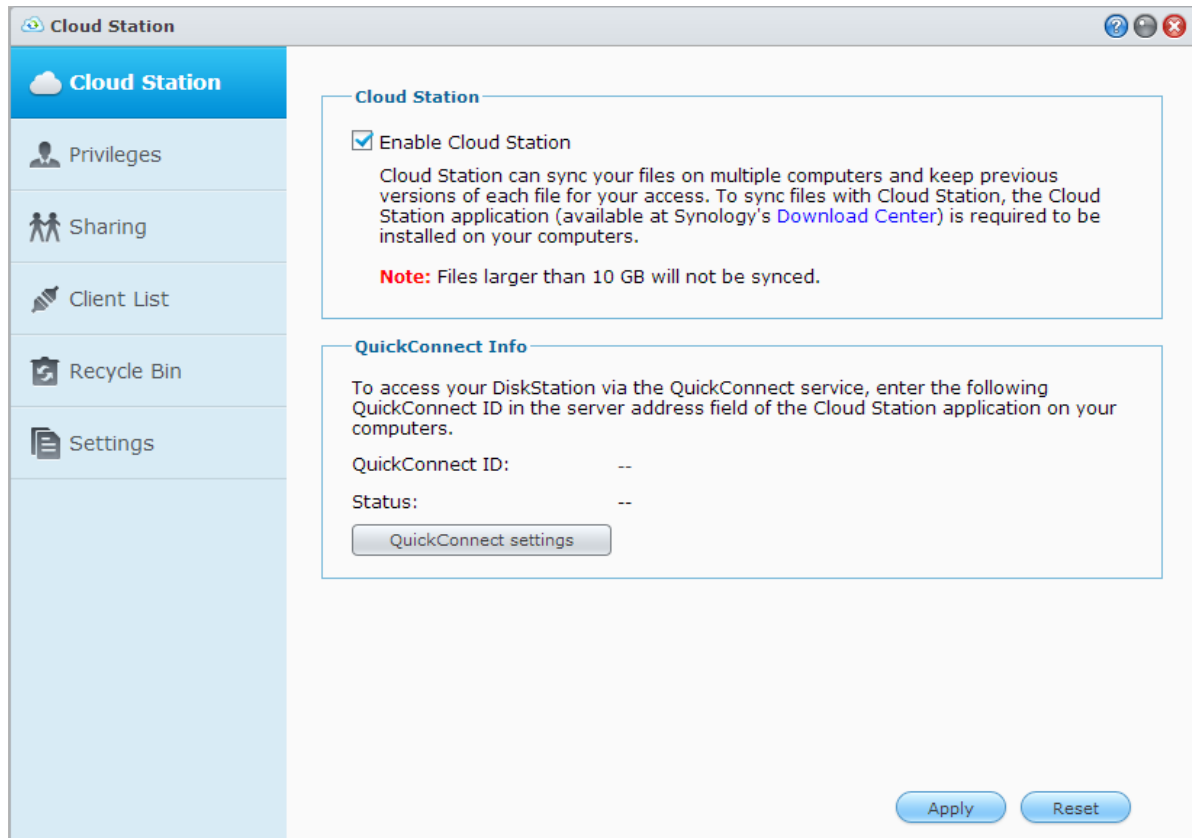 Cloud Station
Cloud Station
Privileges
Sharing
Client List
Recycle Bin
Settings
Cloud Station
Enable Cloud Station
Cloud Station can sync your files on multiple computers and keep previous
versions of each file for your access. To sync files with Cloud Station, the Cloud
Station application (available at Synology's Download Center) is required to be
installed on your computers.
Note: Files larger than 10 GB will not be synced.
QuickConnect Info
To access your DiskStation via the QuickConnect service, enter the following
QuickConnect ID in the server address field of the Cloud Station application on your
computers.
QuickConnect ID: --
Status: --
QuickConnect settings
Apply Reset